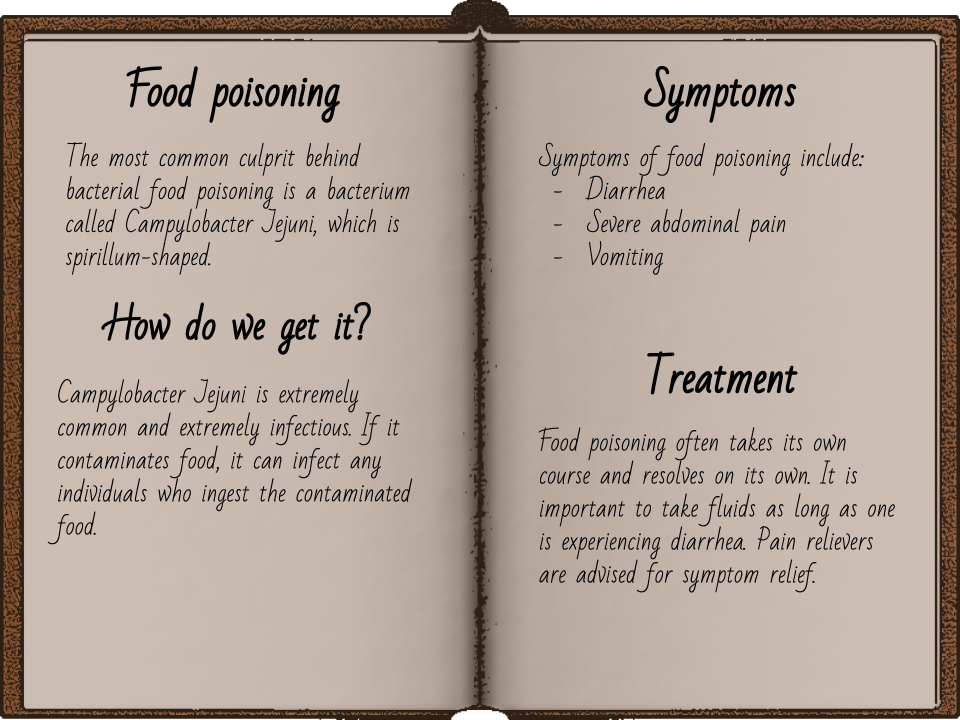 Food poisoning
The most common culprit behind
bacterial food poisoning is a bacterium
called Campylobacter Jejuni, which is
spirillum-shaped.
How do we get it?
Campylobacter Jejuni is extremely
common and extremely infectious. If it
contaminates food, it can infect any
individuals who ingest the contaminated
food.
Symptoms
Symptoms of food poisoning include:
- Diarrhea
- Severe abdominal pain
- Vomiting
Treatment
Food poisoning often takes its own
course and resolves on its own. It is
important to take fluids as long as one
is experiencing diarrhea. Pain relievers
are advised for symptom relief.